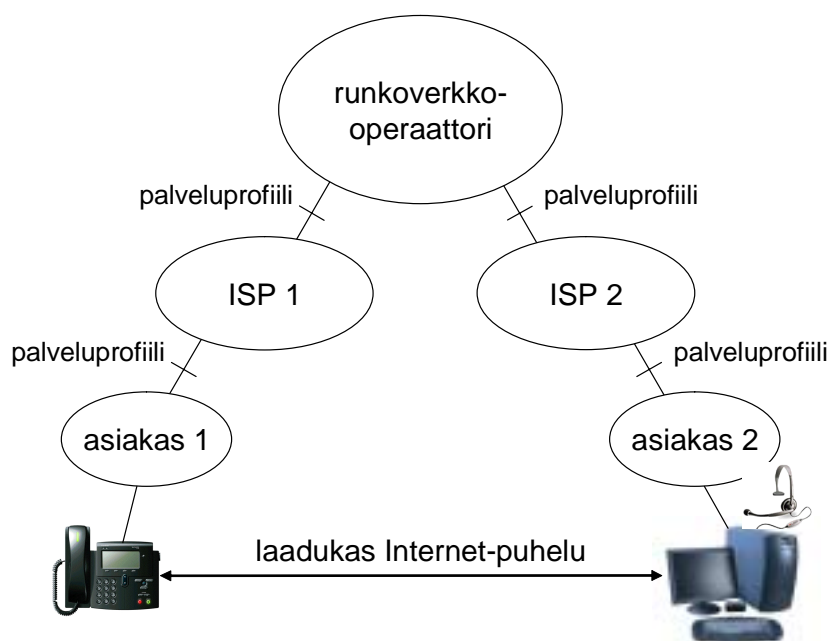 runkoverkko-
operaattori
palveluprofiili
palveluprofiili
ISP 1
ISP 2
palveluprofiili
palveluprofiili
asiakas 1
asiakas 2
laadukas Internet-puhelu